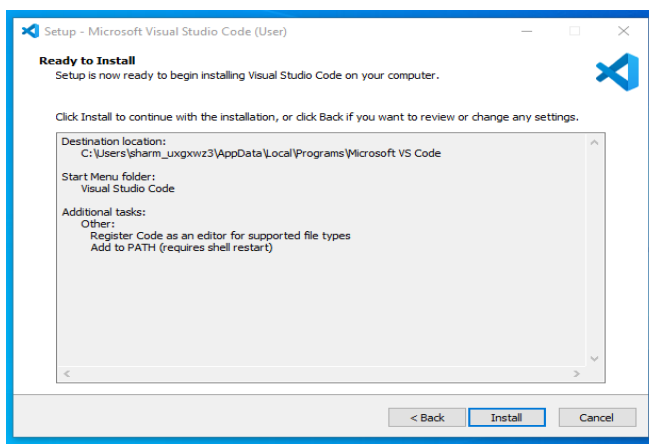 Setup - Microsoft Visual Studio Code (User)
Ready to Install
Setup is now ready to begin installing Visual Studio Code on your computer.
Click Install to continue with the installation, or click Back if you want to review or change any settings.
Destination location:
C:\Users\sharm_uxgxwz3\AppData\Local\Programs\Microsoft VS Code
Start Menu folder:
Visual Studio Code
Additional tasks:
Other:
Register Code as an editor for supported file types
Add to PATH (requires shell restart)
< Back
Install
Cancel